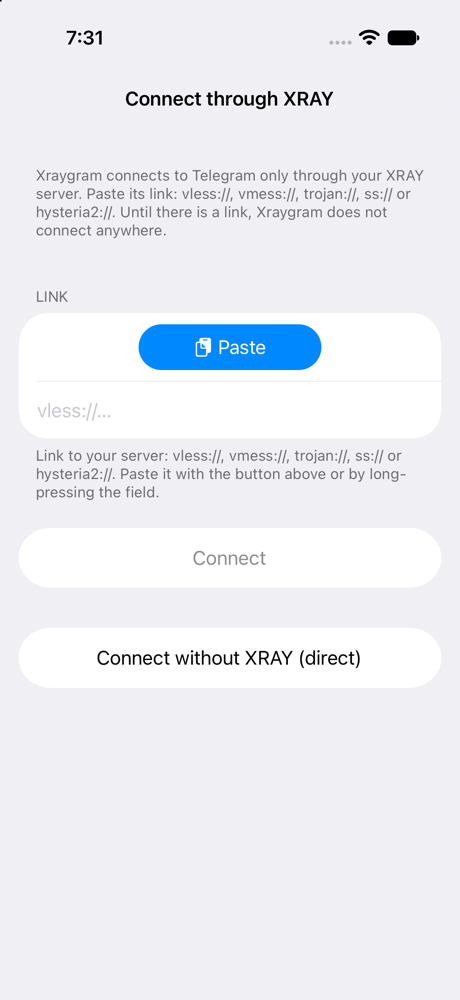 7:31
Connect through XRAY
Xraygram connects to Telegram only through your XRAY
server. Paste its link: vless://, vmess://, trojan://, ss:// or
hysteria2://. Until there is a link, Xraygram does not
connect anywhere.
LINK
Paste
vless://...
Link to your server: vless://, vmess://, trojan://, ss:// or
hysteria2://. Paste it with the button above or by long-
pressing the field.
Connect
Connect without XRAY (direct)